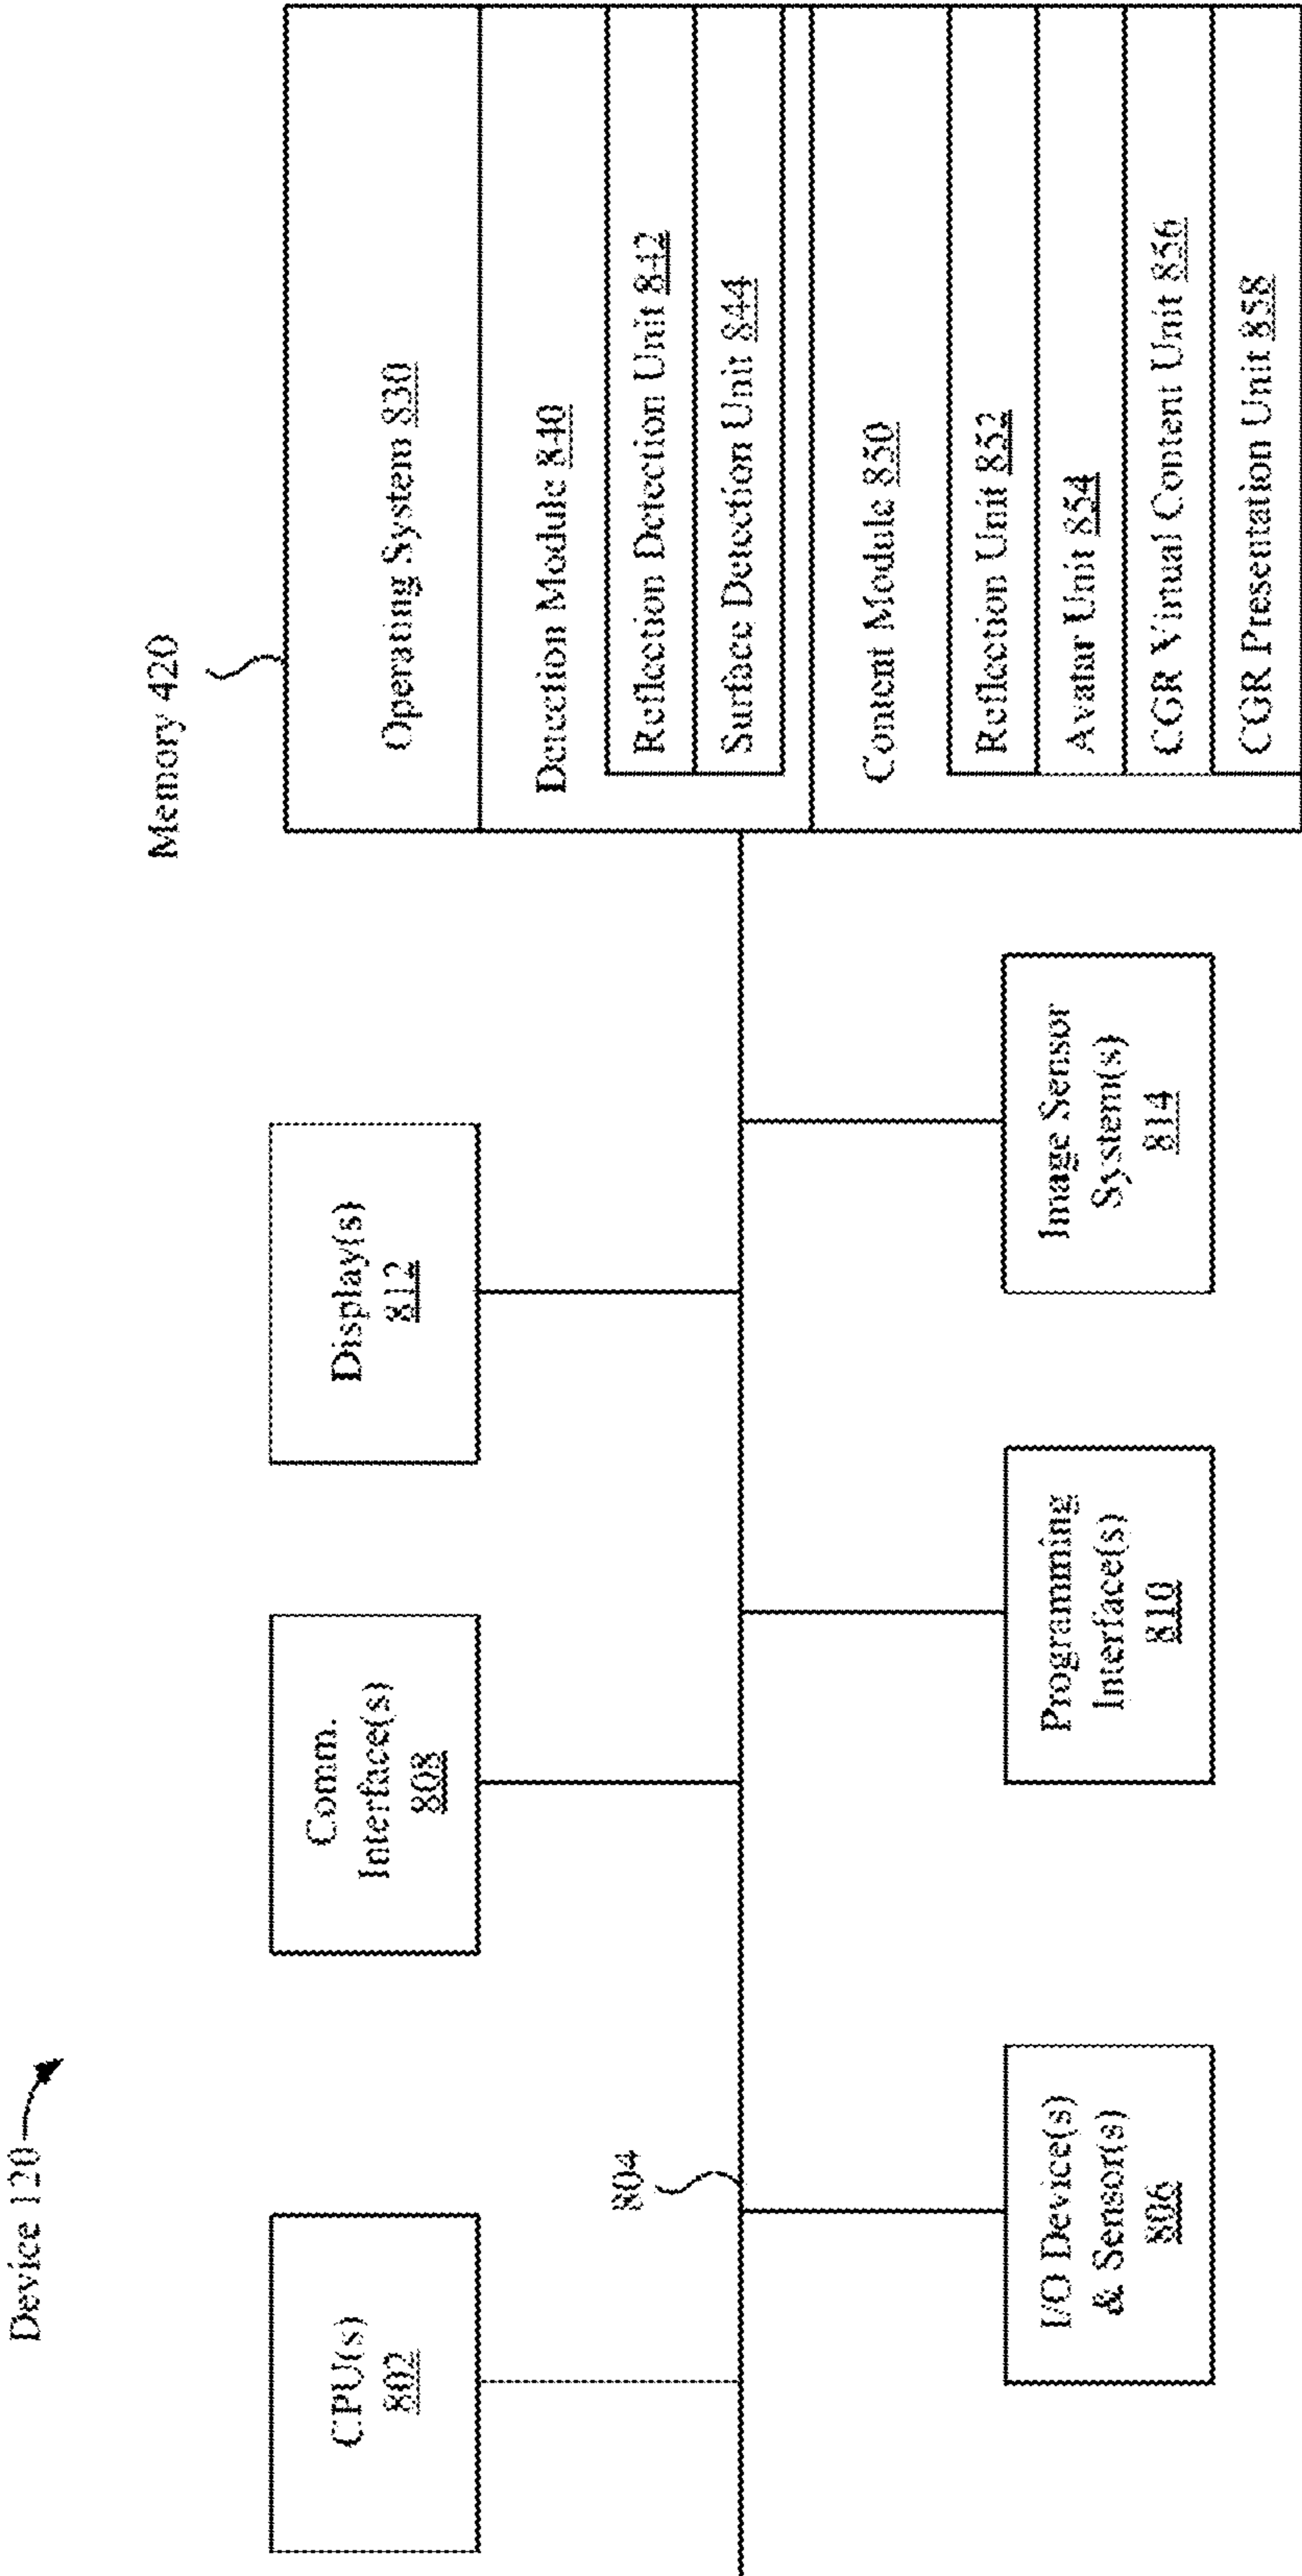 Device 120
CPU(s)
802
Comm.
Interface(s)
808
Display(s)
812
804
I/O Device(s)
& Sensor(s)
806
Programming
Interface(s)
810
Image Sensor
System(s)
814
Memory 420
Operating System 830
Detection Module 840
Reflection Detection Unit 842
Surface Detection Unit 844
Content Module 850
Reflection Unit 852
Avatar Unit 854
CGR Virtual Content Unit 856
CGR Presentation Unit 858